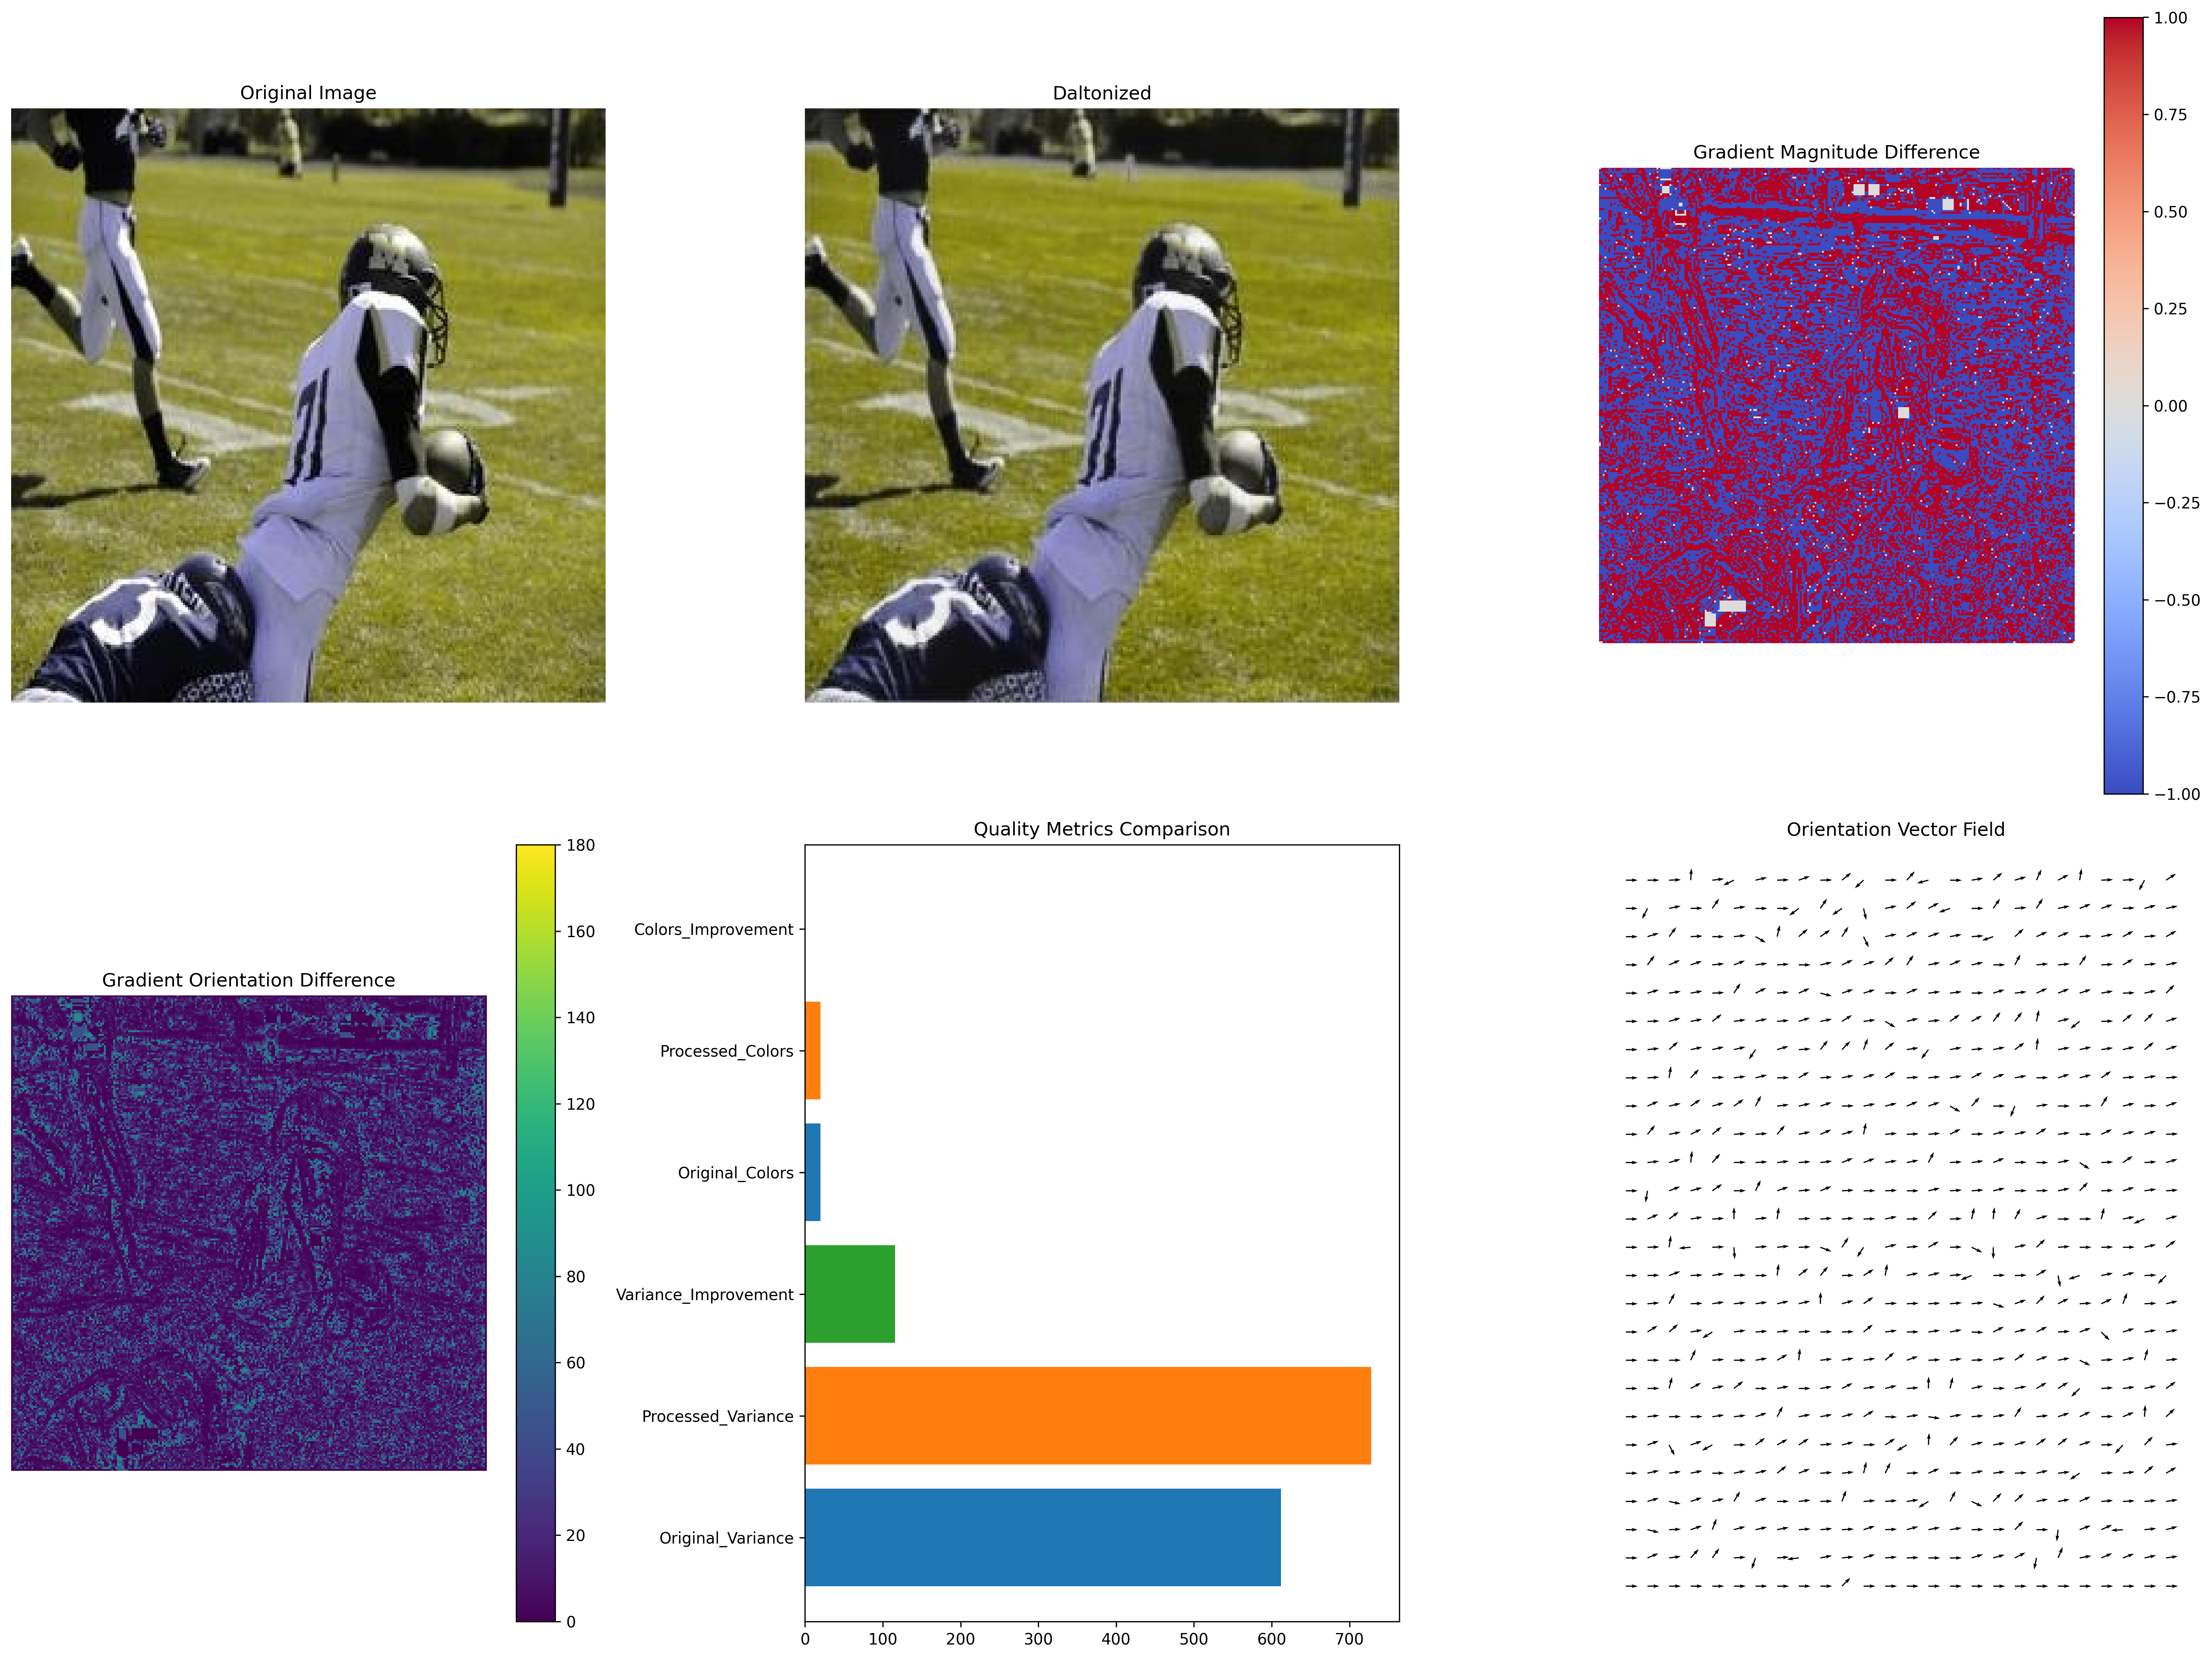 Original Image
Daltonized
Gradient Magnitude Difference
1.00
0.75
0.50
0.25
0.00
−0.25
−0.50
−0.75
−1.00
M
71
M
71
Gradient Orientation Difference
180
160
140
120
100
80
60
40
20
0
Quality Metrics Comparison
Colors_Improvement
Processed_Colors
Original_Colors
Variance_Improvement
Processed_Variance
Original_Variance
0 100 200 300 400 500 600 700
Orientation Vector Field